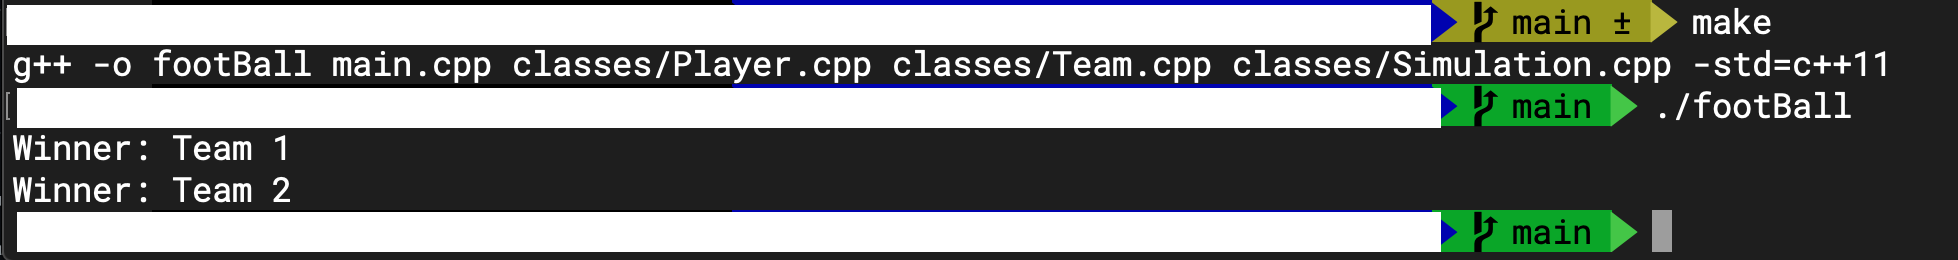 main ± make
g++ -o footBall main.cpp classes/Player.cpp classes/Team.cpp classes/Simulation.cpp -std=c++11
[ main ./footBall
Winner: Team 1
Winner: Team 2
main